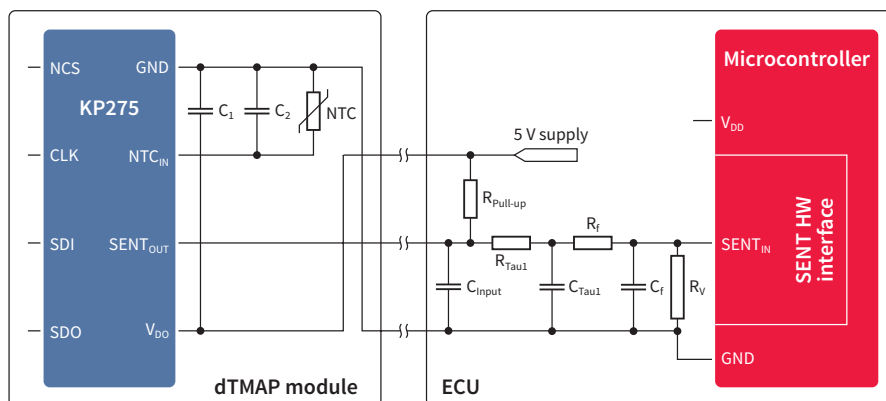 NCS
GND
KP275
C1
C2
NTC
CLK
NTCIN
SDI
SENTOUT
SDO
VDO
dTMAP module
5 V supply
RPull-up
RTau1
Rf
CInput
CTau1
Cf
RV
ECU
Microcontroller
VDD
SENTIN
SENT HW
interface
GND